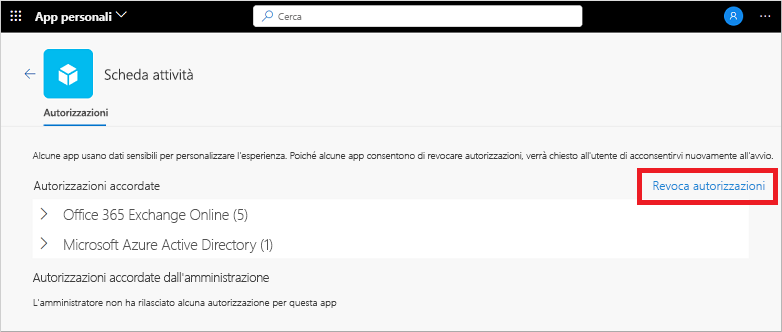 App personali
Cerca
Scheda attività
Autorizzazioni
Alcune app usano dati sensibili per personalizzare l'esperienza. Poiché alcune app consentono di revocare autorizzazioni, verrà chiesto all'utente di acconsentirvi nuovamente all'avvio.
Autorizzazioni accordate
Revoca autorizzazioni
Office 365 Exchange Online (5)
Microsoft Azure Active Directory (1)
Autorizzazioni accordate dall'amministrazione
L'amministratore non ha rilasciato alcuna autorizzazione per questa app